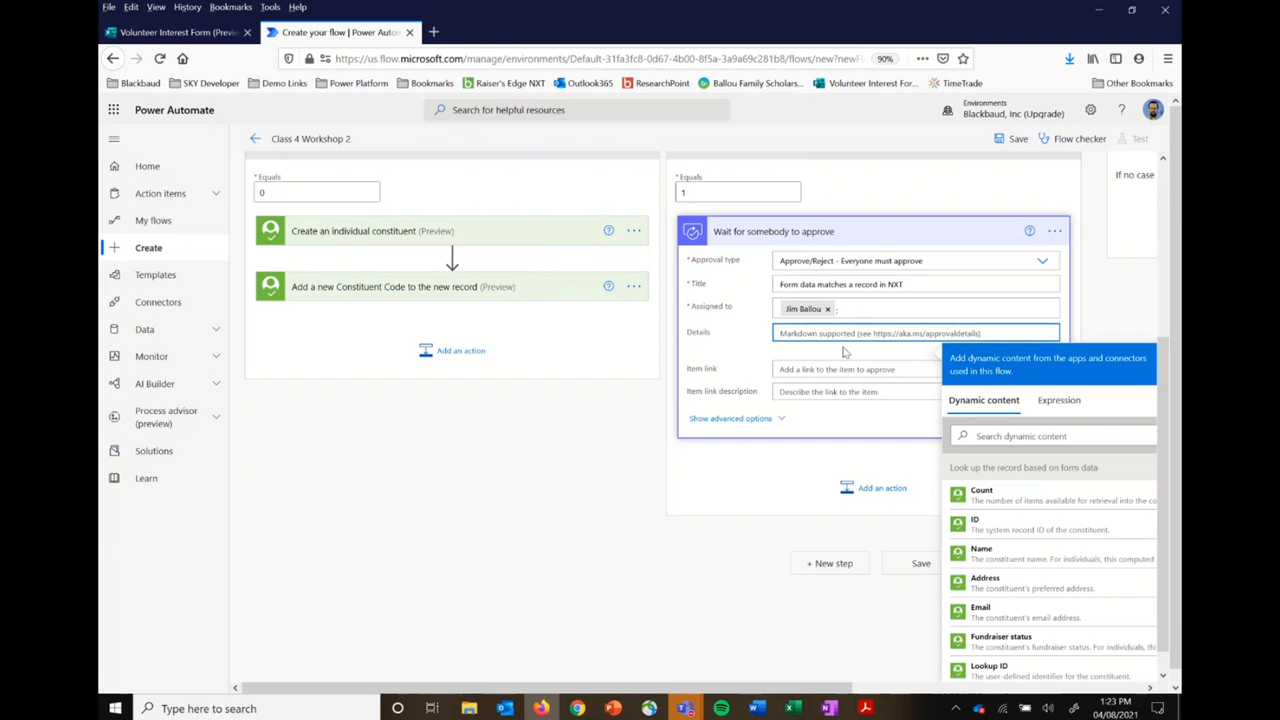 File Edit View History Bookmarks Tools Help
Volunteer Interest Form (Previ
Create your flow | Power Autom
https://us.flow.microsoft.com/manage/environments/Default-31fa3fc8-0d67-4b00-8f5a-3a9a69c281b8/flows/new?newFl
90%
Blackbaud SKY Developer Demo Links Power Platform Bookmarks Raiser's Edge NXT Outlook365 ResearchPoint Ballou Family Scholars... Volunteer Interest For... TimeTrade Other Bookmarks
Power Automate
Search for helpful resources
Environments
Blackbaud, Inc (Upgrade)
Class 4 Workshop 2
Save
Flow checker
Test
Home
Action items
My flows
Create
Templates
Connectors
Data
Monitor
AI Builder
Process advisor
(preview)
Solutions
Learn
* Equals
0
Create an individual constituent (Preview)
Add a new Constituent Code to the new record (Preview)
Add an action
* Equals
1
Wait for somebody to approve
* Approval type
Approve/Reject - Everyone must approve
* Title
Form data matches a record in NXT
* Assigned to
Jim Ballou × ;
Details
Markdown supported (see https://aka.ms/approvaldetails)
Item link
Add a link to the item to approve
Item link description
Describe the link to the item
Show advanced options
Add an action
+ New step
Save
If no case
Add dynamic content from the apps and connectors
used in this flow.
Dynamic content
Expression
Search dynamic content
Look up the record based on form data
Count
The number of items available for retrieval into the co
ID
The system record ID of the constituent.
Name
The constituent name. For individuals, this computed
Address
The constituent's preferred address.
Email
The constituent's email address.
Fundraiser status
The constituent's fundraiser status. For individuals, thi
Lookup ID
The user-defined identifier for the constituent.
Type here to search
1:23 PM
04/08/2021